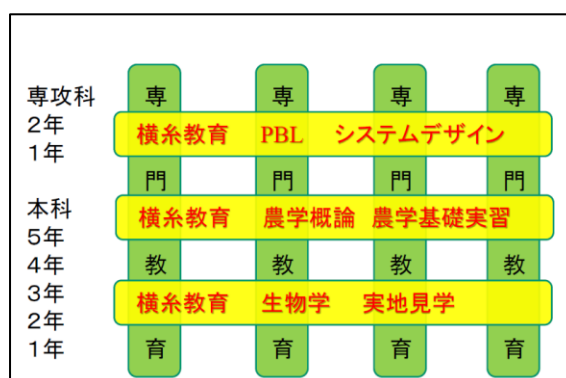 専攻科
2年
1年
本科
5年
4年
3年
2年
1年
専門教育
専門教育
専門教育
専門教育
横糸教育 PBL システムデザイン
横糸教育 農学概論 農学基礎実習
横糸教育 生物学 実地見学